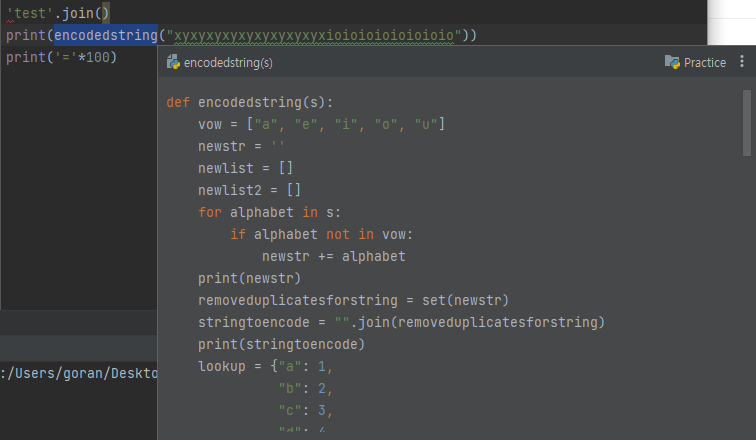 'test'.join()
print(encodedstring("xyxyxyxyxyxyxyxyxyxioioioioioioioio"))
print('='*100)
encodedstring(s)
Practice
def encodedstring(s):
vow = ["a", "e", "i", "o", "u"]
newstr = ''
newlist = []
newlist2 = []
for alphabet in s:
if alphabet not in vow:
newstr += alphabet
print(newstr)
removeduplicatesforstring = set(newstr)
stringtoencode = "".join(removeduplicatesforstring)
print(stringtoencode)
lookup = {"a": 1,
"b": 2,
"c": 3,
"d": 4
:/Users/goran/Deskto